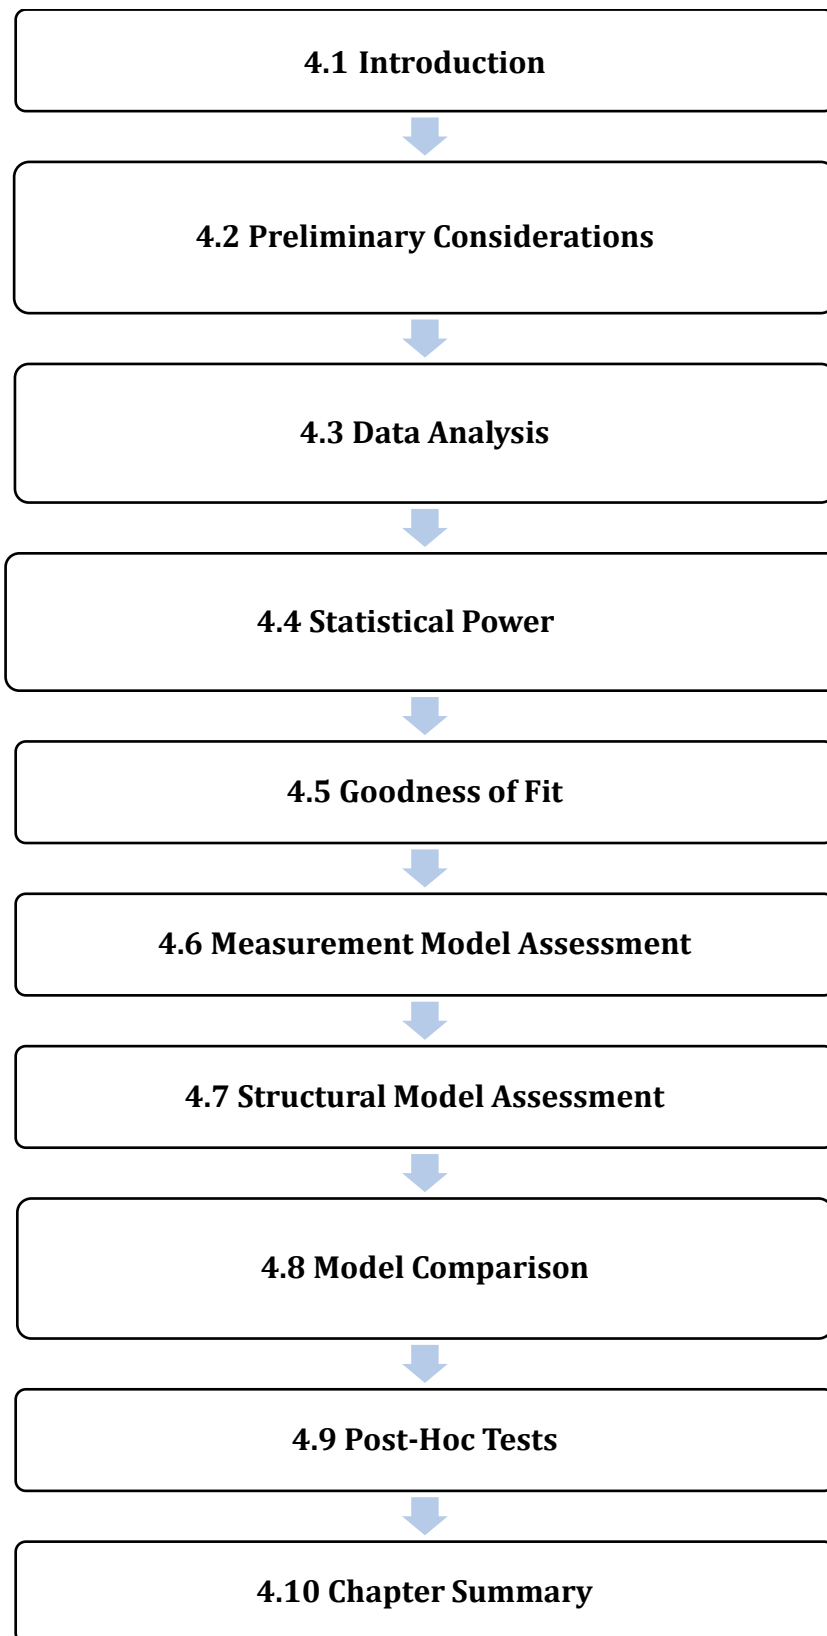 4.1 Introduction
4.2 Preliminary Considerations
4.3 Data Analysis
4.4 Statistical Power
4.5 Goodness of Fit
4.6 Measurement Model Assessment
4.7 Structural Model Assessment
4.8 Model Comparison
4.9 Post-Hoc Tests
4.10 Chapter Summary